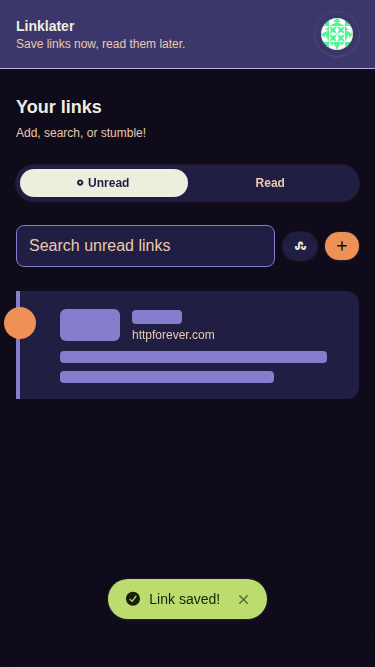 Linklater
Save links now, read them later.
Your links
Add, search, or stumble!
Unread
Read
Search unread links
httpforever.com
Link saved!